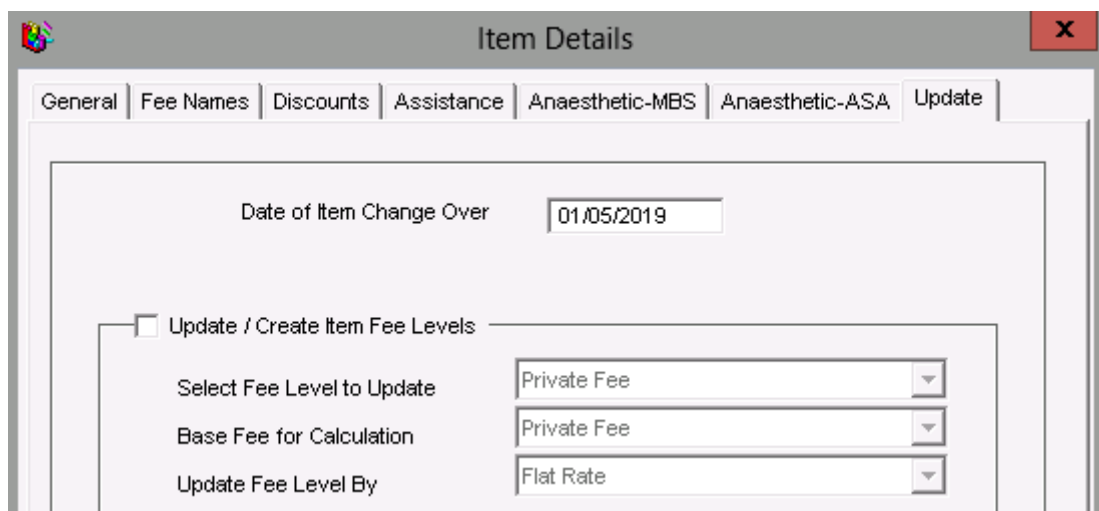 Item Details
x
General Fee Names Discounts Assistance Anaesthetic-MBS Anaesthetic-ASA Update
Date of Item Change Over 01/05/2019
Update / Create Item Fee Levels
Select Fee Level to Update Private Fee
Base Fee for Calculation Private Fee
Update Fee Level By Flat Rate